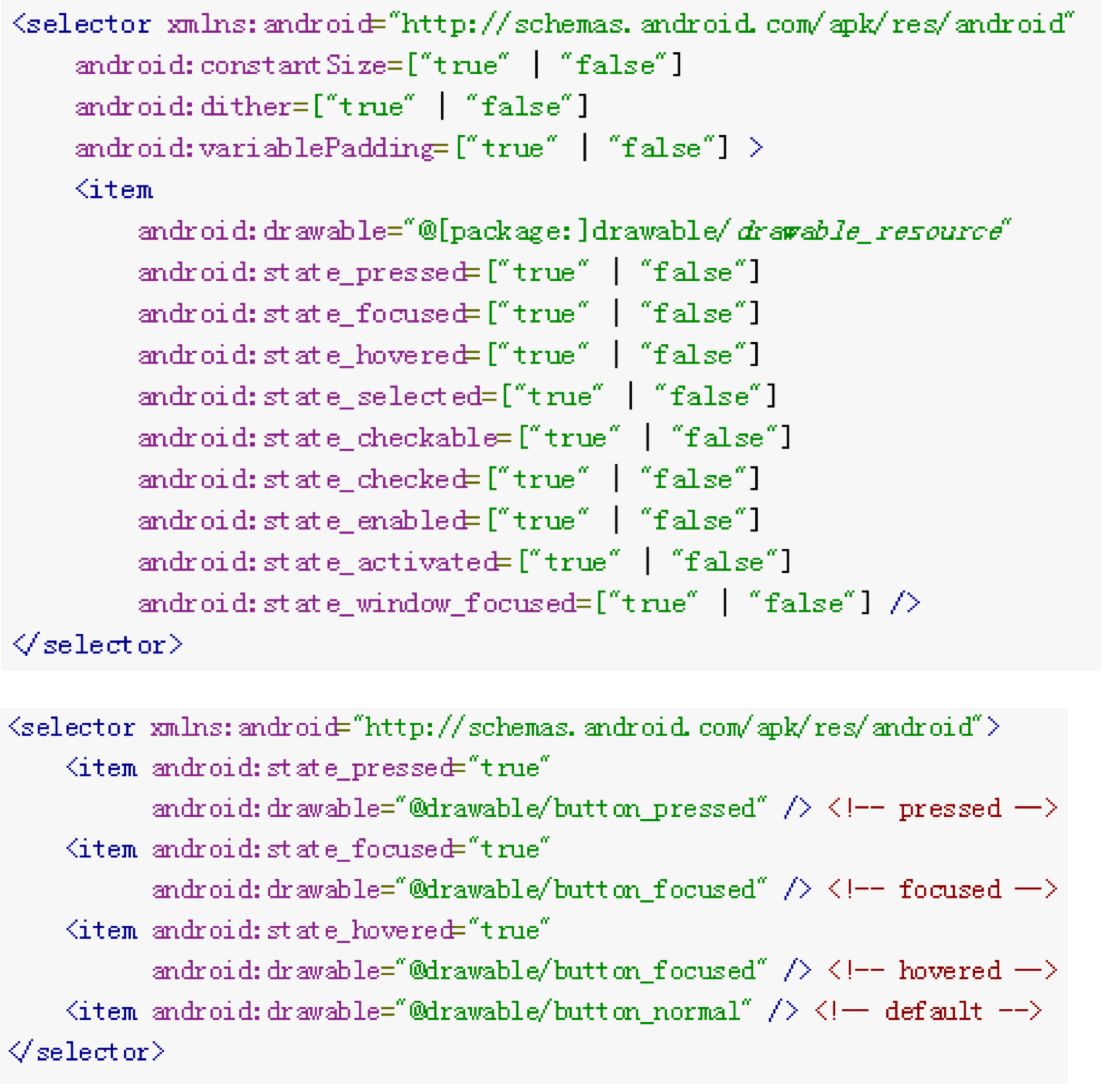 <selector xmlns:android="http://schemas.android.com/apk/res/android"
    android:constantSize=["true" | "false"]
    android:dither=["true" | "false"]
    android:variablePadding=["true" | "false"] >
    <item
        android:drawable="@[package:]drawable/drawable_resource"
        android:state_pressed=["true" | "false"]
        android:state_focused=["true" | "false"]
        android:state_hovered=["true" | "false"]
        android:state_selected=["true" | "false"]
        android:state_checkable=["true" | "false"]
        android:state_checked=["true" | "false"]
        android:state_enabled=["true" | "false"]
        android:state_activated=["true" | "false"]
        android:state_window_focused=["true" | "false"] />
</selector>
<selector xmlns:android="http://schemas.android.com/apk/res/android">
    <item android:state_pressed="true"
          android:drawable="@drawable/button_pressed" /> <!-- pressed -->
    <item android:state_focused="true"
          android:drawable="@drawable/button_focused" /> <!-- focused -->
    <item android:state_hovered="true"
          android:drawable="@drawable/button_focused" /> <!-- hovered -->
    <item android:drawable="@drawable/button_normal" /> <!-- default -->
</selector>